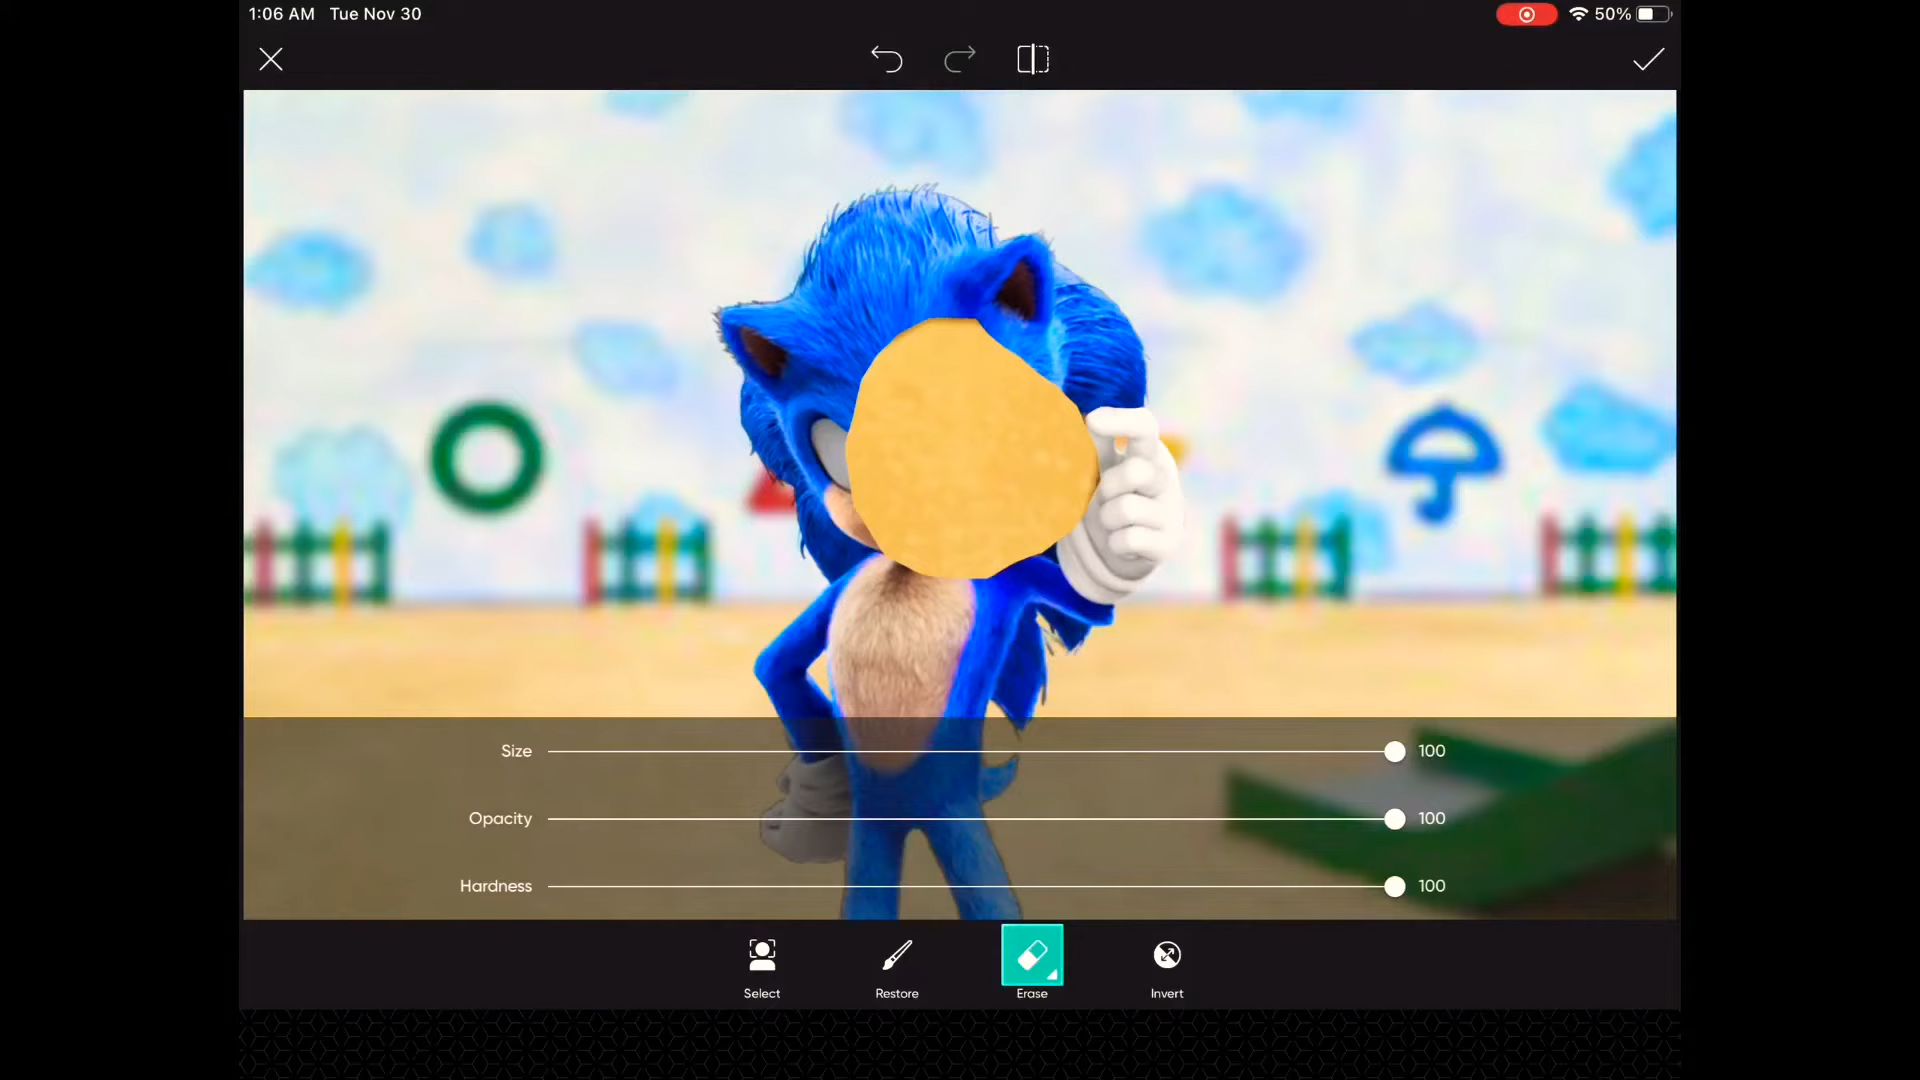 1:06 AM Tue Nov 30
50%
Size 100
Opacity 100
Hardness 100
Select Restore Erase Invert